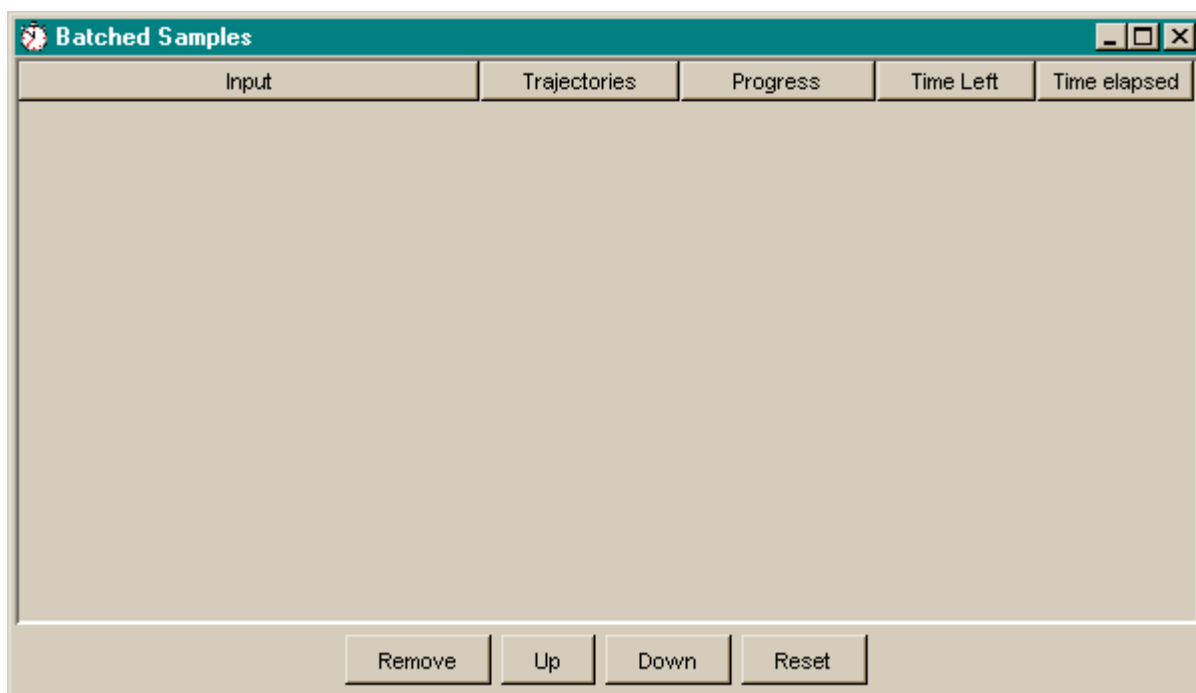 Batched Samples
Input Trajectories Progress Time Left Time elapsed
Remove Up Down Reset